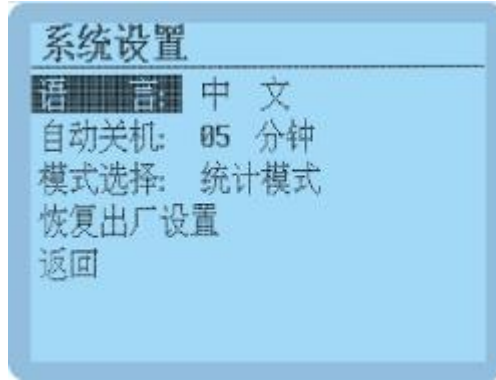 系统设置
语　　言: 中　文
自动关机: 05 分钟
模式选择: 统计模式
恢复出厂设置
返回